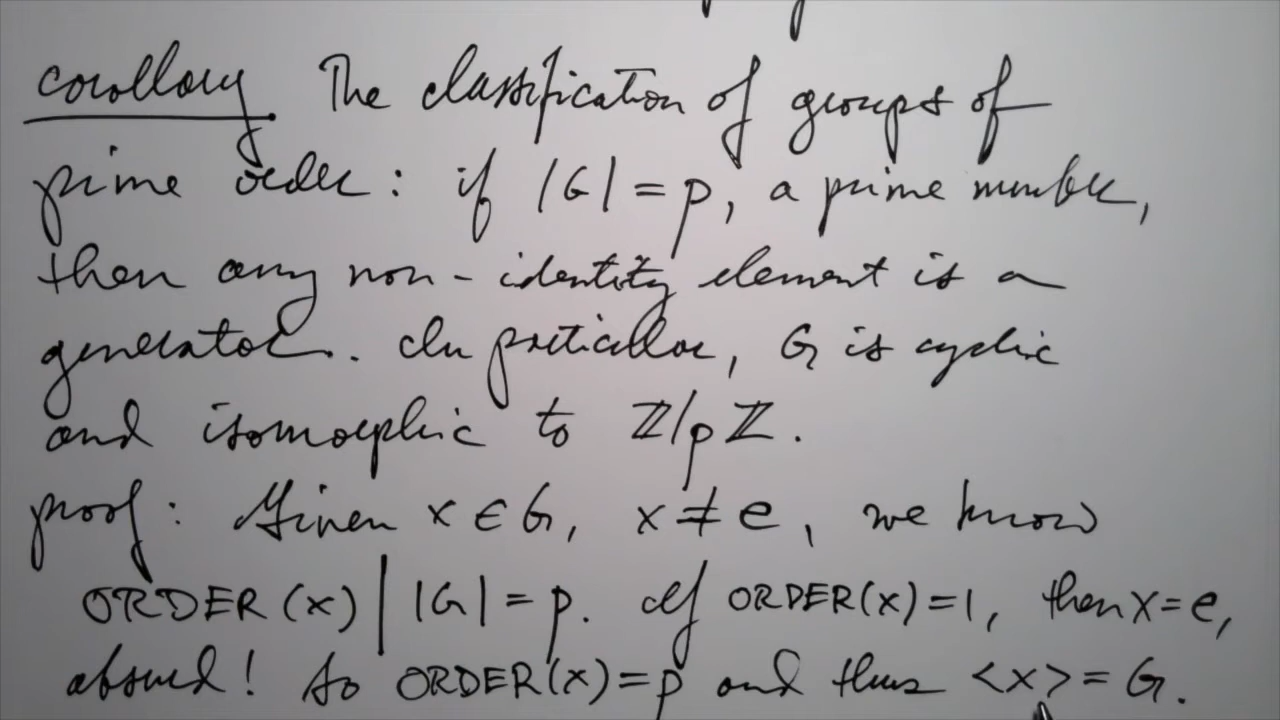 corollary The classification of groups of
prime order: if |G| = p, a prime number,
then any non-identity element is a
generator. In particular, G is cyclic
and isomorphic to ℤ/pℤ.
proof: Given x ∈ G, x ≠ e, we know
ORDER(x) | |G| = p. If ORDER(x) = 1, then x = e,
absurd! So ORDER(x) = p and thus <x> = G.